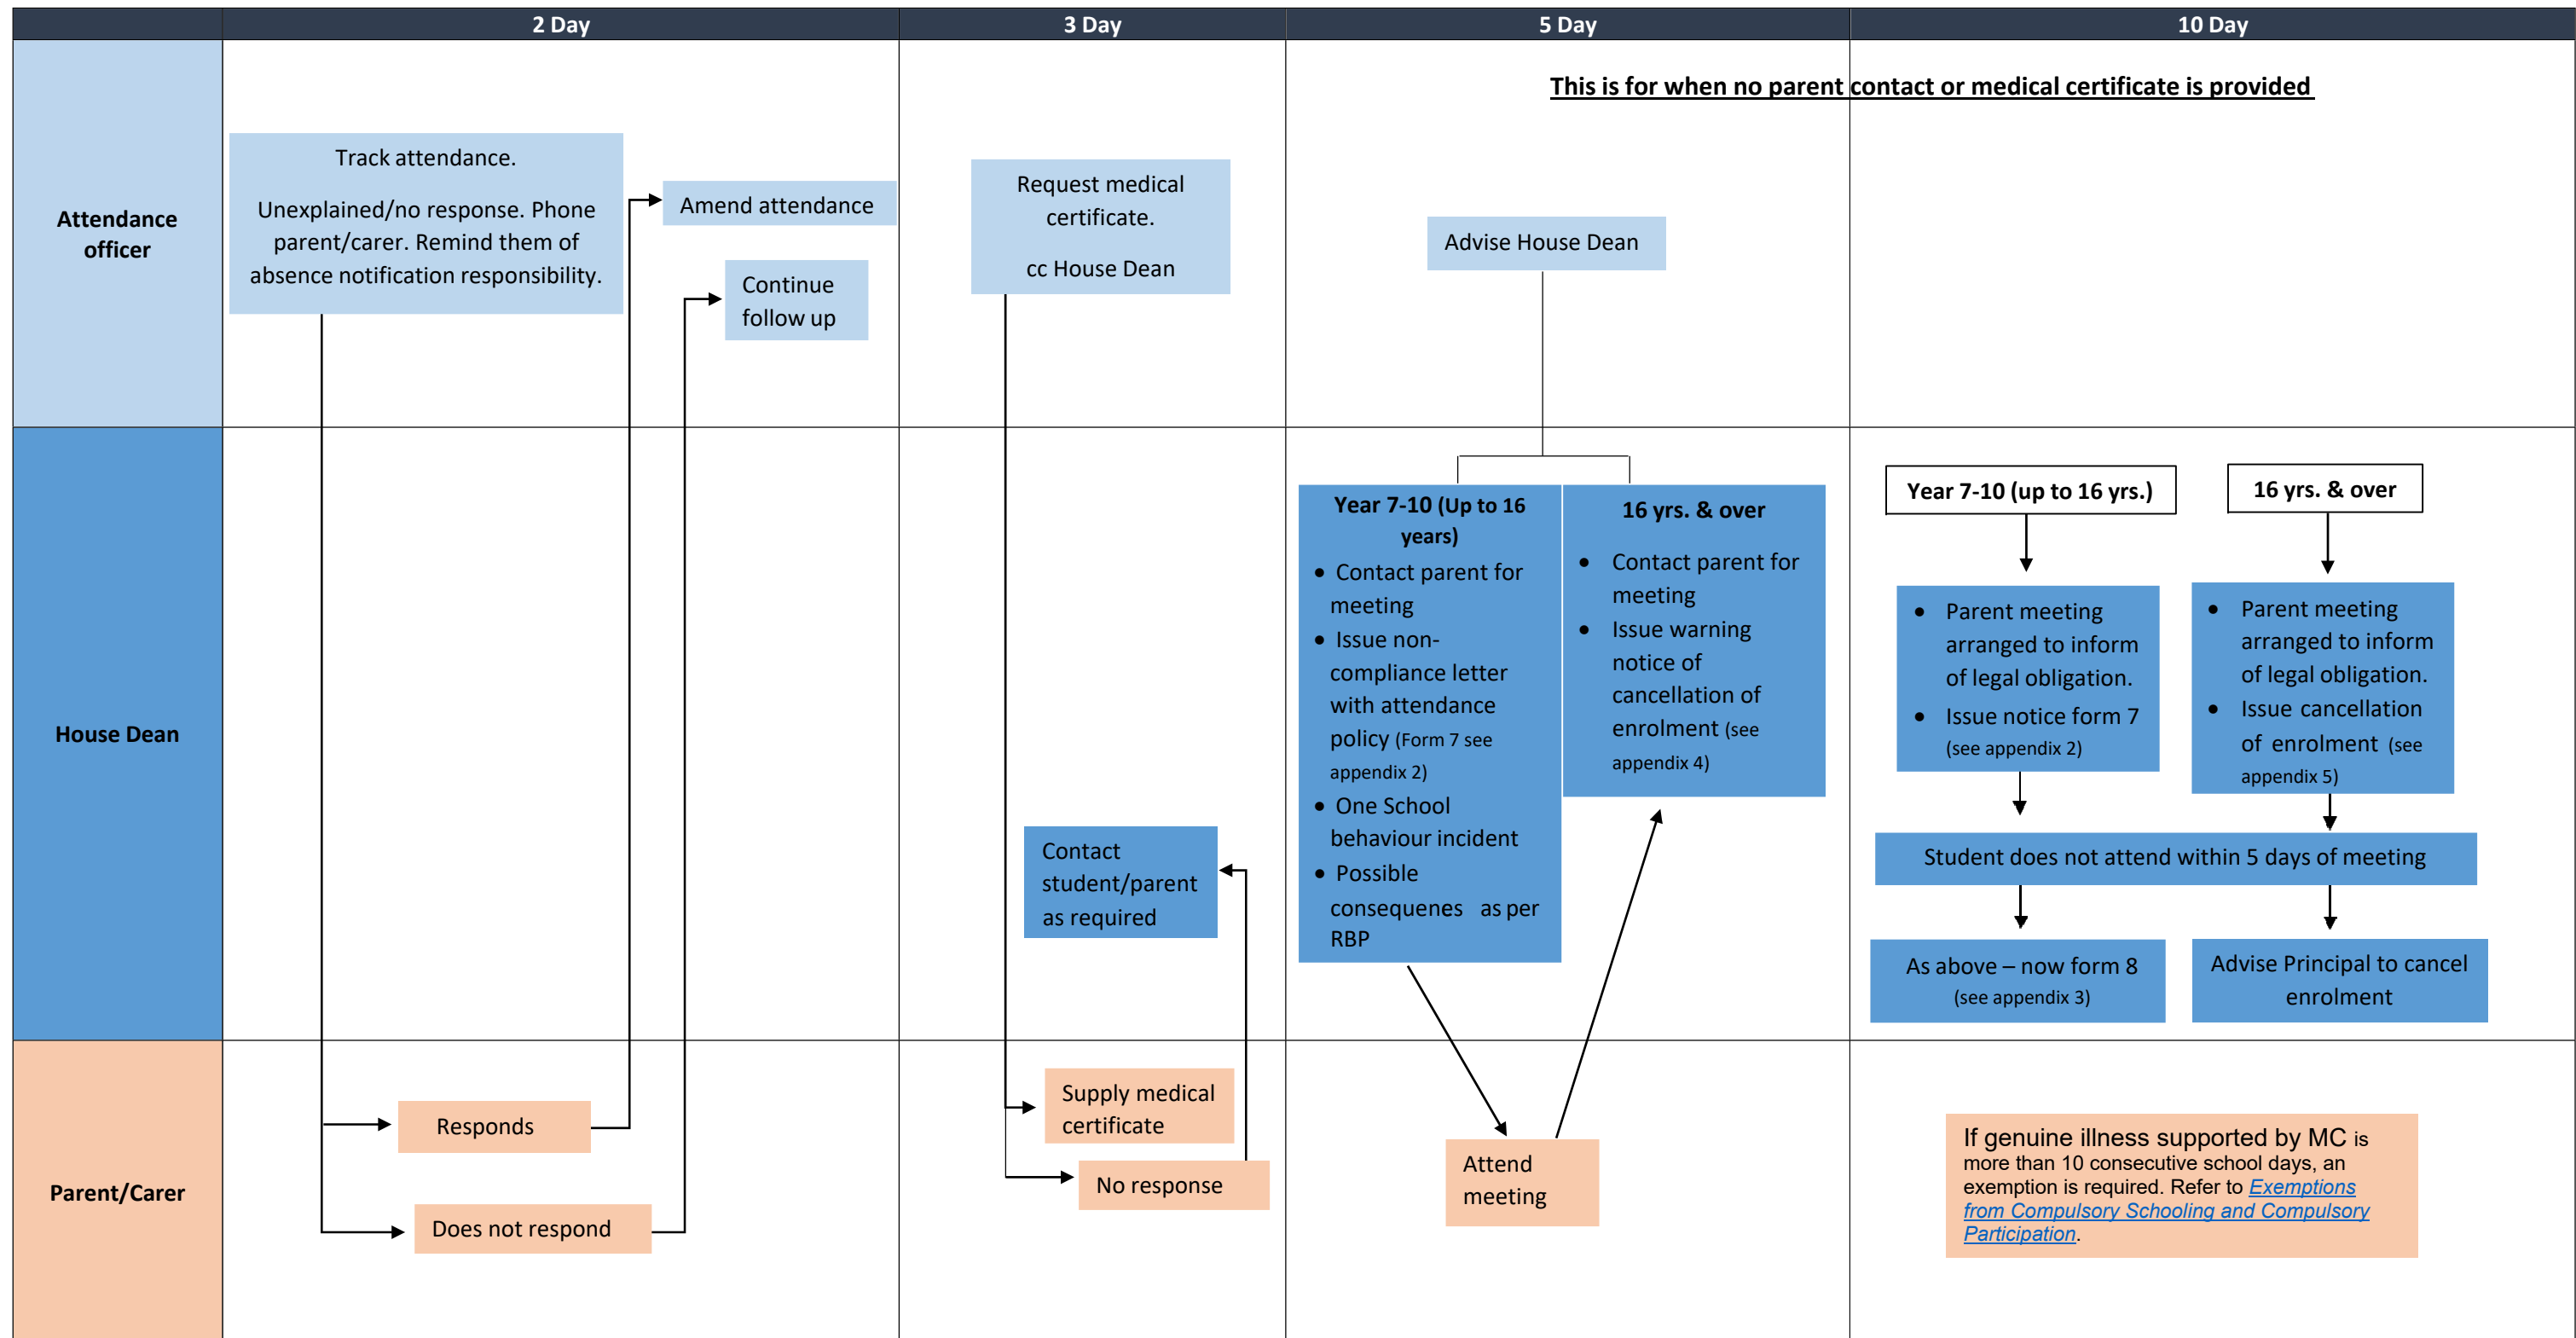 2 Day
3 Day
5 Day
10 Day
Attendance
officer
Track attendance.
Unexplained/no response. Phone
parent/carer. Remind them of
absence notification responsibility.
Amend attendance
Continue
follow up
Request medical
certificate.
cc House Dean
This is for when no parent contact or medical certificate is provided
Advise House Dean
House Dean
Contact
student/parent
as required
Year 7-10 (Up to 16
years)
• Contact parent for
meeting
• Issue non-
compliance letter
with attendance
policy (Form 7 see
appendix 2)
• One School
behaviour incident
• Possible
consequenes as per
RBP
16 yrs. & over
• Contact parent for
meeting
• Issue warning
notice of
cancellation of
enrolment (see
appendix 4)
Year 7-10 (up to 16 yrs.)
• Parent meeting
arranged to inform
of legal obligation.
• Issue notice form 7
(see appendix 2)
16 yrs. & over
• Parent meeting
arranged to inform
of legal obligation.
• Issue cancellation
of enrolment (see
appendix 5)
Student does not attend within 5 days of meeting
As above – now form 8
(see appendix 3)
Advise Principal to cancel
enrolment
Parent/Carer
Responds
Does not respond
Supply medical
certificate
No response
Attend
meeting
If genuine illness supported by MC is
more than 10 consecutive school days, an
exemption is required. Refer to Exemptions
from Compulsory Schooling and Compulsory
Participation.